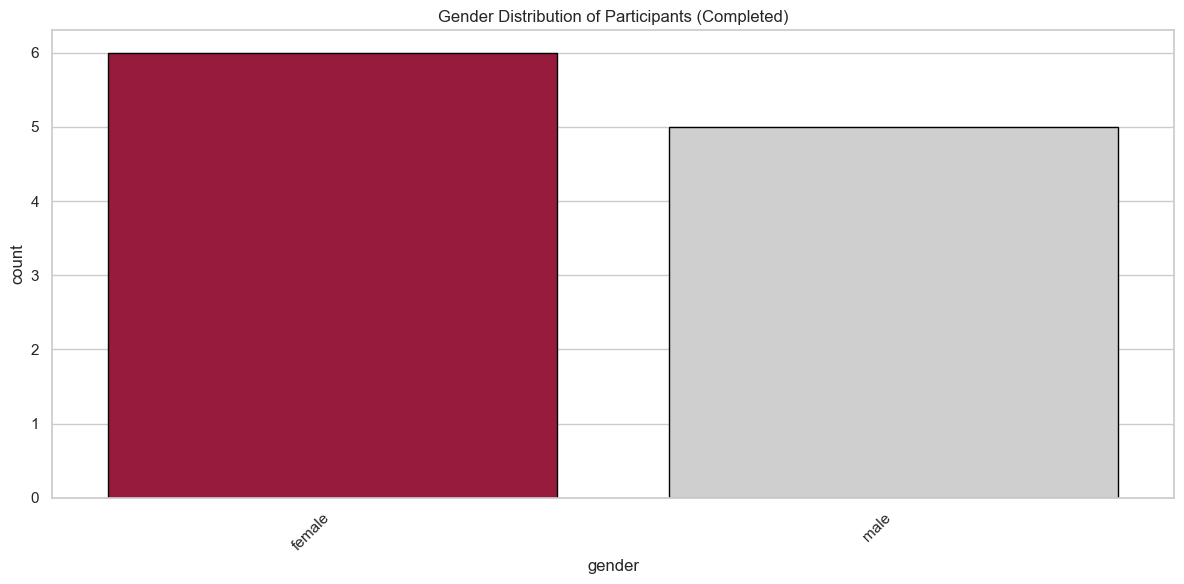 Gender Distribution of Participants (Completed)
6
5
4
3
2
1
0
count
female
male
gender